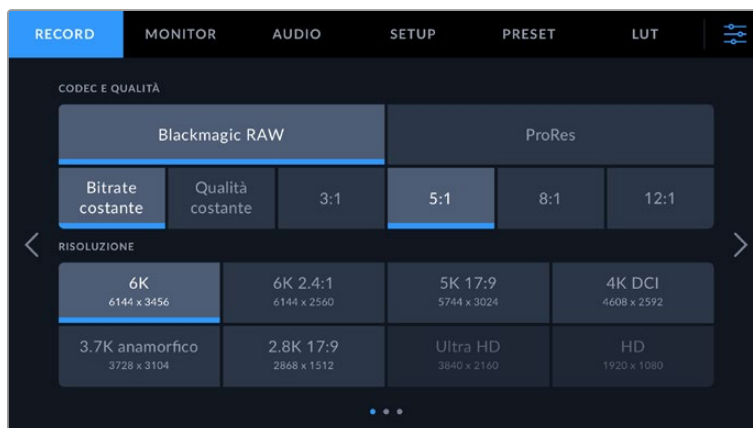 RECORD MONITOR AUDIO SETUP PRESET LUT
CODEC E QUALITÀ
Blackmagic RAW ProRes
Bitrate costante Qualità costante 3:1 5:1 8:1 12:1
RISOLUZIONE
6K 6K 2.4:1 5K 17:9 4K DCI
6144 x 3456 6144 x 2560 5744 x 3024 4608 x 2592
3.7K anamorfico 2.8K 17:9 Ultra HD HD
3728 x 3104 2868 x 1512 3840 x 2160 1920 x 1080